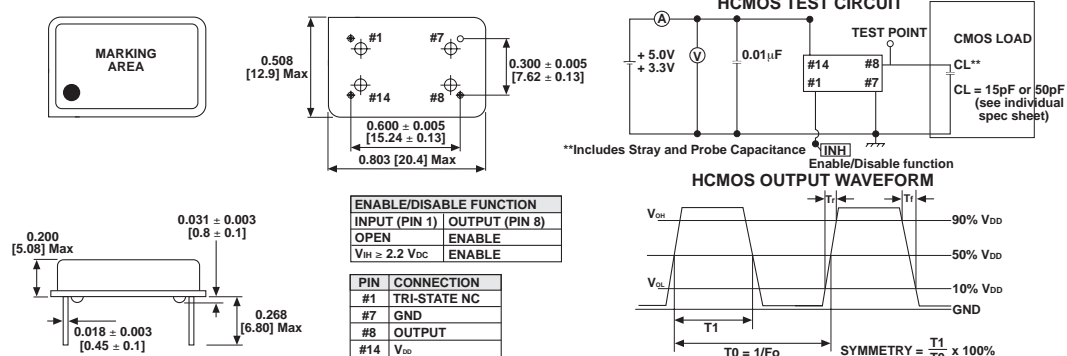 MARKING
AREA
0.508
[12.9] Max
#1
#7
#14
#8
0.300 ± 0.005
[7.62 ± 0.13]
0.600 ± 0.005
[15.24 ± 0.13]
0.803 [20.4] Max
HCMOS TEST CIRCUIT
A
+ 5.0V
+ 3.3V
V
0.01µF
TEST POINT
#14
#8
#1
#7
CMOS LOAD
CL**
CL = 15pF or 50pF
(see individual
spec sheet)
**Includes Stray and Probe Capacitance
INH
Enable/Disable function
0.200
[5.08] Max
0.031 ± 0.003
[0.8 ± 0.1]
0.018 ± 0.003
[0.45 ± 0.1]
0.268
[6.80] Max
ENABLE/DISABLE FUNCTION
INPUT (PIN 1) OUTPUT (PIN 8)
OPEN ENABLE
VIH ≥ 2.2 VDC ENABLE
PIN CONNECTION
#1 TRI-STATE NC
#7 GND
#8 OUTPUT
#14 VDD
HCMOS OUTPUT WAVEFORM
Tr
Tf
VOH
90% VDD
50% VDD
VOL
10% VDD
GND
T1
T0 = 1/Fo
SYMMETRY = T1/T0 x 100%